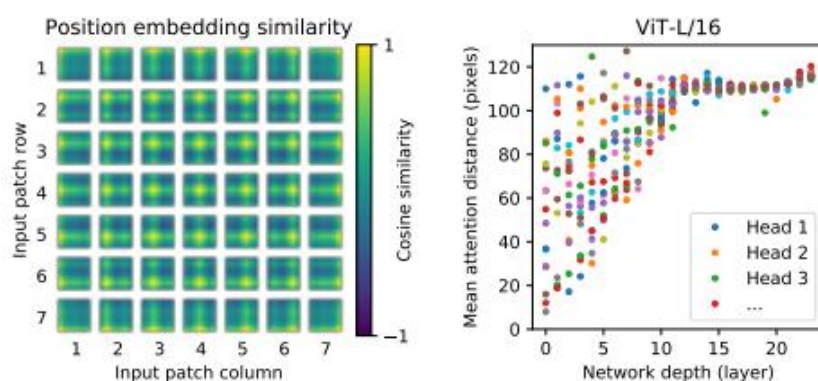 Position embedding similarity
1
2
3
4
5
6
7
Input patch row
1 2 3 4 5 6 7
Input patch column
1
−1
Cosine similarity
ViT-L/16
120
100
80
60
40
20
0
Mean attention distance (pixels)
0 5 10 15 20
Network depth (layer)
Head 1
Head 2
Head 3
...